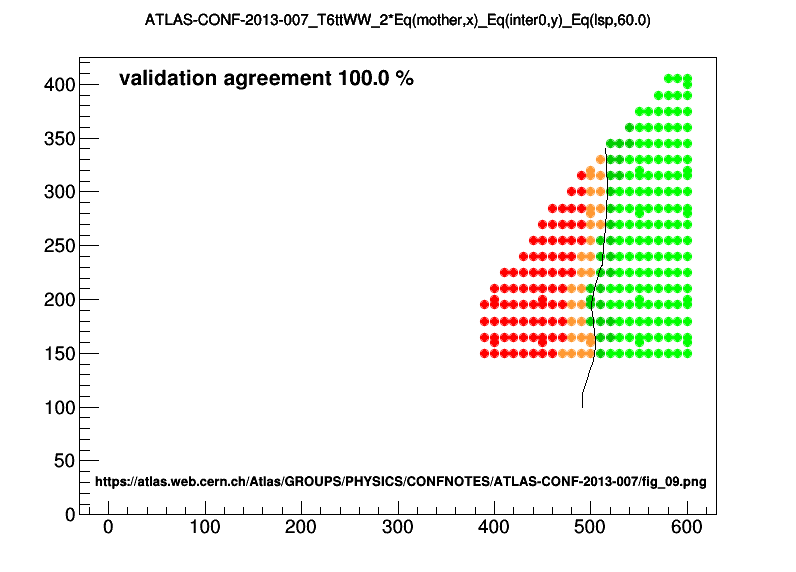 ATLAS-CONF-2013-007_T6ttWW_2*Eq(mother,x)_Eq(inter0,y)_Eq(lsp,60.0)
validation agreement 100.0 %
400
350
300
250
200
150
100
50
https://atlas.web.cern.ch/Atlas/GROUPS/PHYSICS/CONFNOTES/ATLAS-CONF-2013-007/fig_09.png
0
0 100 200 300 400 500 600